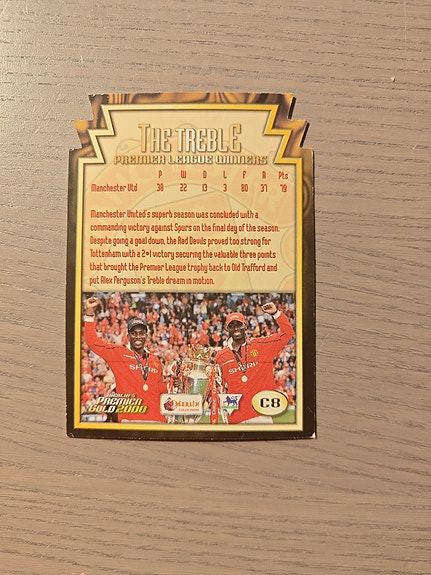 THE TREBLE
PREMIER LEAGUE WINNERS
P W D L F A Pts
Manchester Utd 38 22 13 3 80 37 79
Manchester United's superb season was concluded with a
commanding victory against Spurs on the final day of the season.
Despite going a goal down, the Red Devils proved too strong for
Tottenham with a 2-1 victory securing the valuable three points
that brought the Premier League trophy back to Old Trafford and
put Alex Ferguson's Treble dream in motion.
SHARP
SHARP
MERLIN'S
PREMIER
GOLD 2000
MERLIN
C8